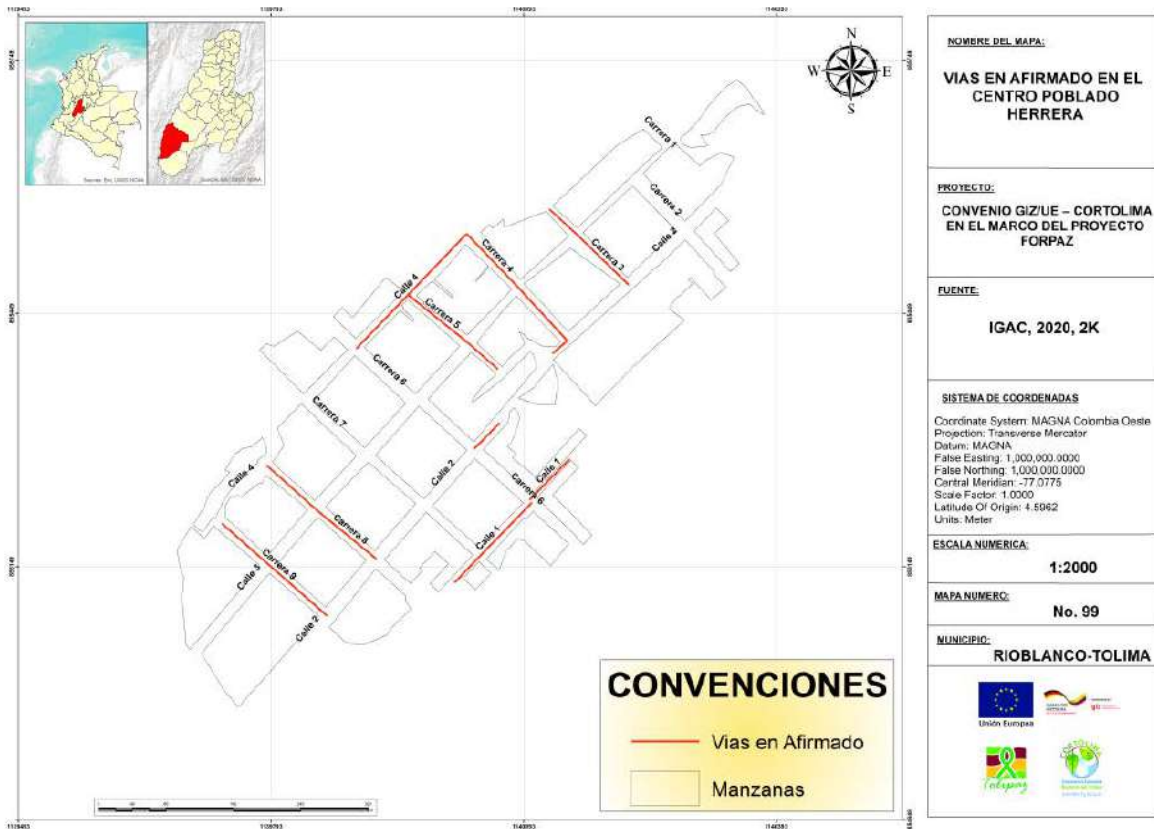 NOMBRE DEL MAPA:
VIAS EN AFIRMADO EN EL
CENTRO POBLADO
HERRERA
PROYECTO:
CONVENIO GIZ/UE – CORTOLIMA
EN EL MARCO DEL PROYECTO
FORPAZ
FUENTE:
IGAC, 2020, 2K
SISTEMA DE COORDENADAS
Coordinate System: MAGNA Colombia Oeste
Projection: Transverse Mercator
Datum: MAGNA
False Easting: 1,000,000.0000
False Northing: 1,000,000.0000
Central Meridian: -77.0775
Scale Factor: 1.0000
Latitude Of Origin: 4.5962
Units: Meter
ESCALA NUMERICA:
1:2000
MAPA NUMERO:
No. 99
MUNICIPIO:
RIOBLANCO-TOLIMA
Unión Europea
giz
Tolipaz
CORTOLIMA
N
W E
S
Carrera 1
Carrera 2
Calle 2
Carrera 3
Carrera 4
Calle 4
Carrera 5
Carrera 6
Carrera 7
Calle 4
Calle 2
Calle 1
Carrera 6
Calle 1
Carrera 8
Carrera 9
Calle 2
CONVENCIONES
Vias en Afirmado
Manzanas